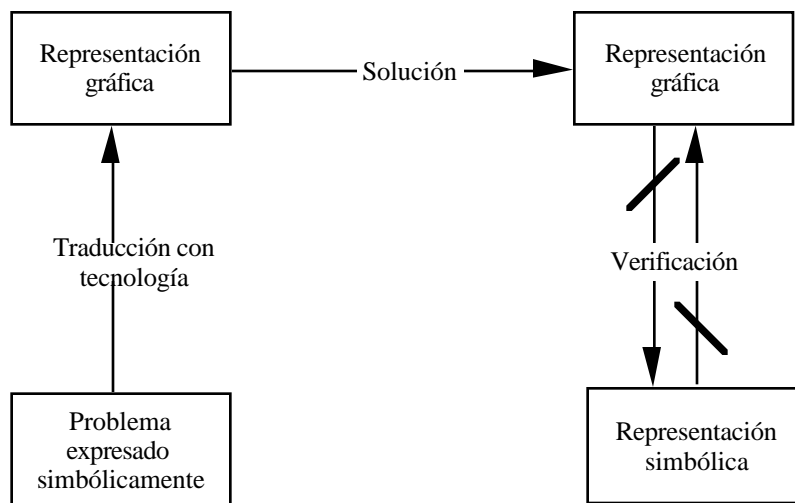 Representación
gráfica
Solución
Representación
gráfica
Traducción con
tecnología
Verificación
Problema
expresado
simbólicamente
Representación
simbólica